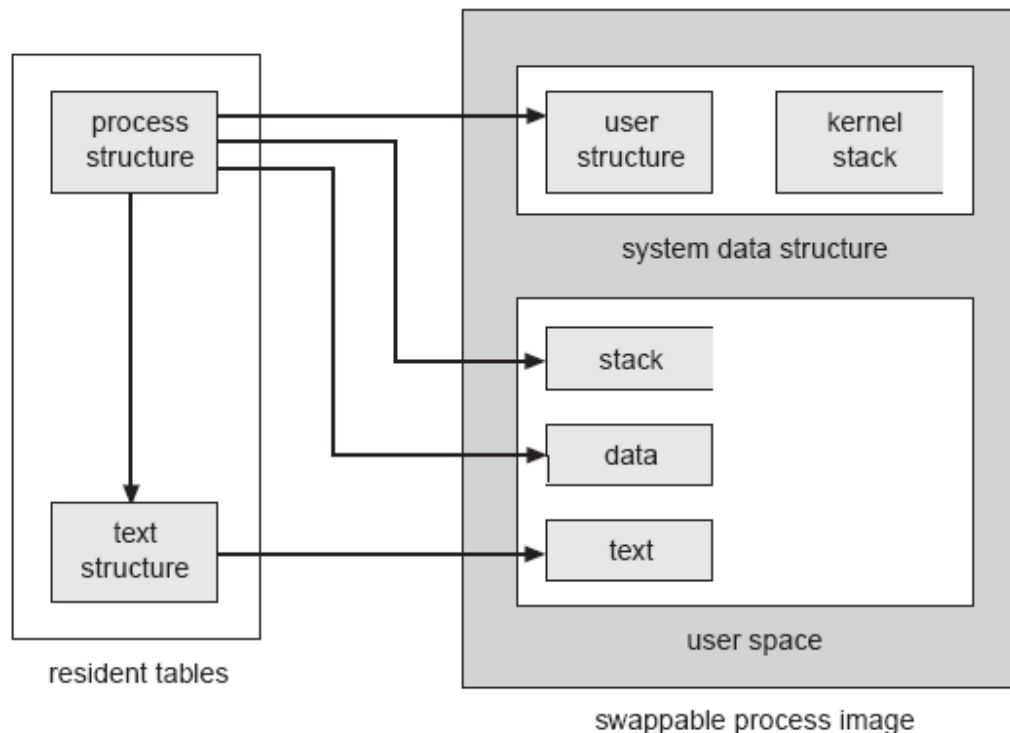 process
structure
user
structure
kernel
stack
system data structure
stack
data
text
structure
text
user space
resident tables
swappable process image